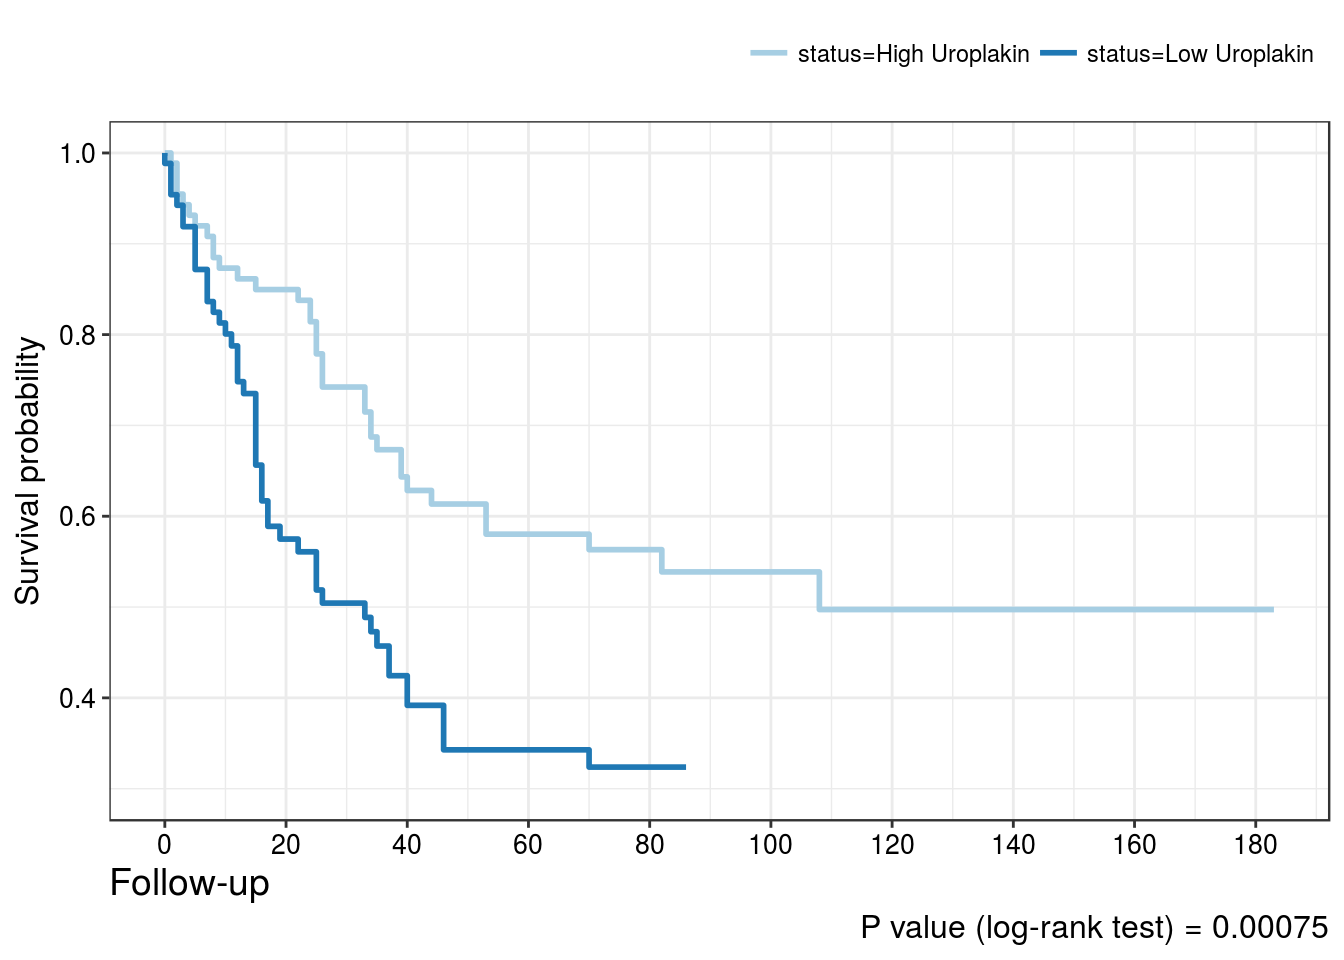 status=High Uroplakin status=Low Uroplakin
1.0
0.8
0.6
0.4
Survival probability
0 20 40 60 80 100 120 140 160 180
Follow-up
P value (log-rank test) = 0.00075